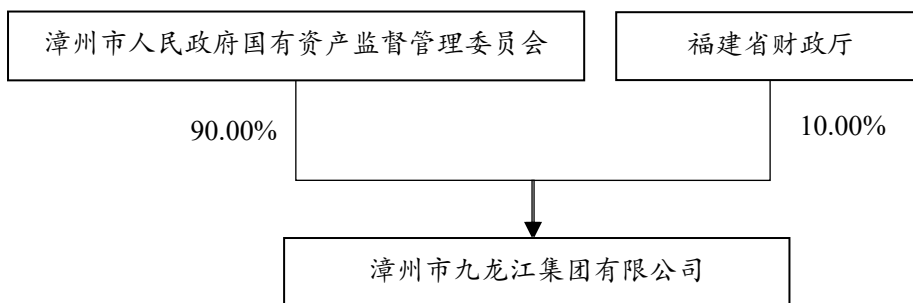 漳州市人民政府国有资产监督管理委员会
福建省财政厅
90.00%
10.00%
漳州市九龙江集团有限公司